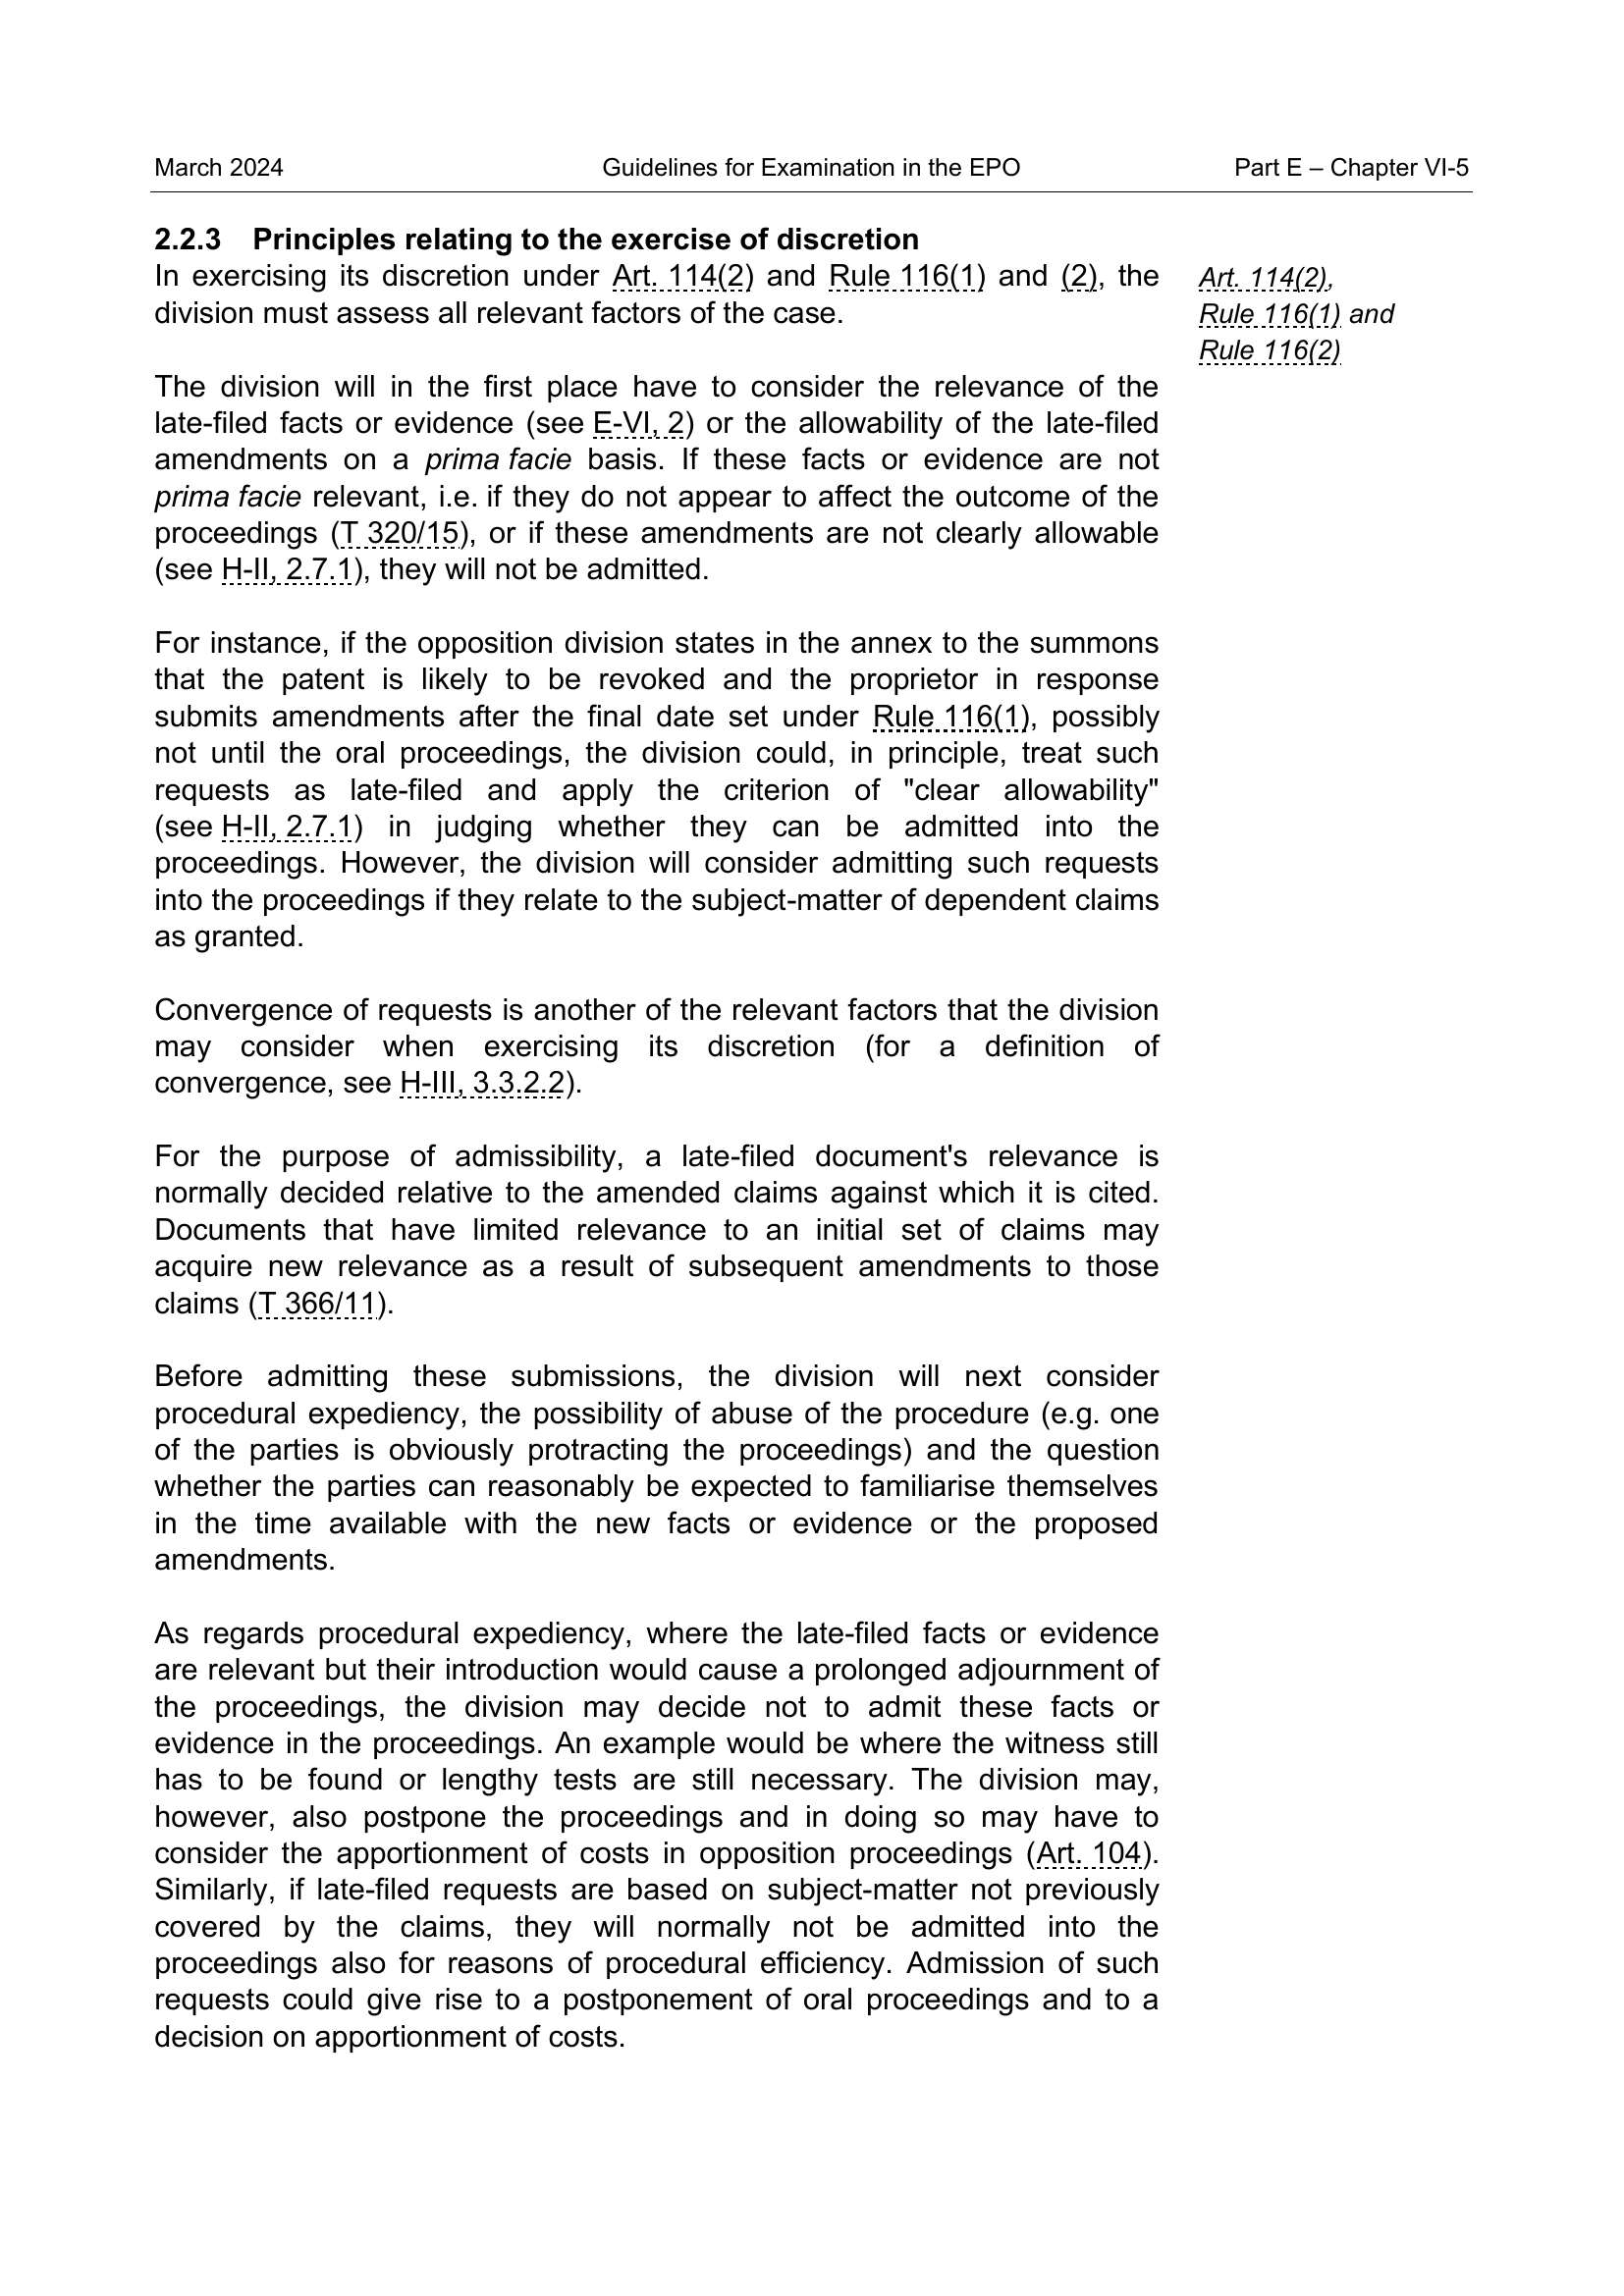 March 2024 Guidelines for Examination in the EPO Part E – Chapter VI-5
2.2.3 Principles relating to the exercise of discretion
In exercising its discretion under Art. 114(2) and Rule 116(1) and (2), the
division must assess all relevant factors of the case.
Art. 114(2),
Rule 116(1) and
Rule 116(2)
The division will in the first place have to consider the relevance of the
late-filed facts or evidence (see E-VI, 2) or the allowability of the late-filed
amendments on a prima facie basis. If these facts or evidence are not
prima facie relevant, i.e. if they do not appear to affect the outcome of the
proceedings (T 320/15), or if these amendments are not clearly allowable
(see H-II, 2.7.1), they will not be admitted.
For instance, if the opposition division states in the annex to the summons
that the patent is likely to be revoked and the proprietor in response
submits amendments after the final date set under Rule 116(1), possibly
not until the oral proceedings, the division could, in principle, treat such
requests as late-filed and apply the criterion of "clear allowability"
(see H-II, 2.7.1) in judging whether they can be admitted into the
proceedings. However, the division will consider admitting such requests
into the proceedings if they relate to the subject-matter of dependent claims
as granted.
Convergence of requests is another of the relevant factors that the division
may consider when exercising its discretion (for a definition of
convergence, see H-III, 3.3.2.2).
For the purpose of admissibility, a late-filed document's relevance is
normally decided relative to the amended claims against which it is cited.
Documents that have limited relevance to an initial set of claims may
acquire new relevance as a result of subsequent amendments to those
claims (T 366/11).
Before admitting these submissions, the division will next consider
procedural expediency, the possibility of abuse of the procedure (e.g. one
of the parties is obviously protracting the proceedings) and the question
whether the parties can reasonably be expected to familiarise themselves
in the time available with the new facts or evidence or the proposed
amendments.
As regards procedural expediency, where the late-filed facts or evidence
are relevant but their introduction would cause a prolonged adjournment of
the proceedings, the division may decide not to admit these facts or
evidence in the proceedings. An example would be where the witness still
has to be found or lengthy tests are still necessary. The division may,
however, also postpone the proceedings and in doing so may have to
consider the apportionment of costs in opposition proceedings (Art. 104).
Similarly, if late-filed requests are based on subject-matter not previously
covered by the claims, they will normally not be admitted into the
proceedings also for reasons of procedural efficiency. Admission of such
requests could give rise to a postponement of oral proceedings and to a
decision on apportionment of costs.